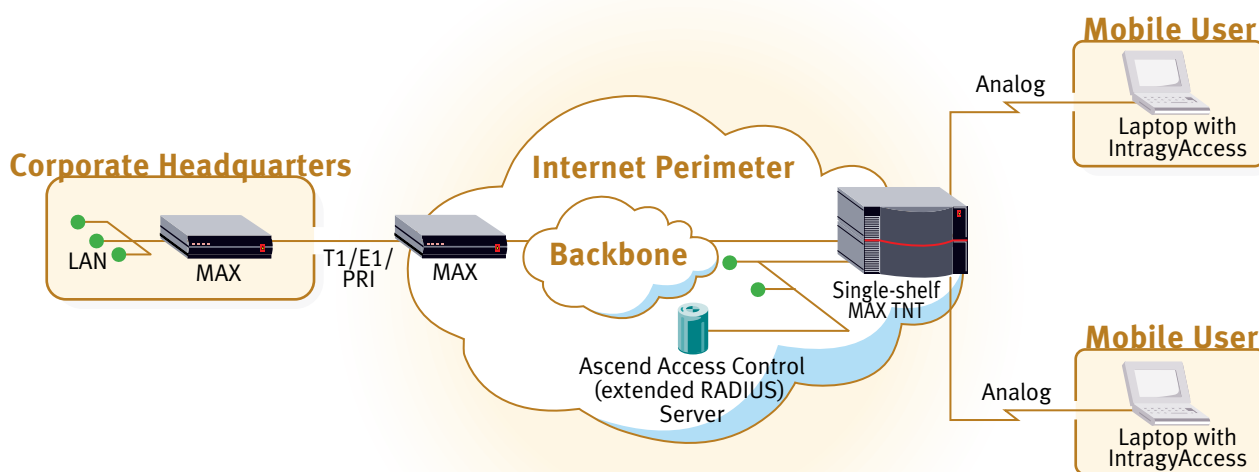 Mobile User
Analog
Laptop with
IntragyAccess
Corporate Headquarters
LAN
MAX
T1/E1/
PRI
Internet Perimeter
MAX
Backbone
Single-shelf
MAX TNT
Ascend Access Control
(extended RADIUS)
Server
Mobile User
Analog
Laptop with
IntragyAccess